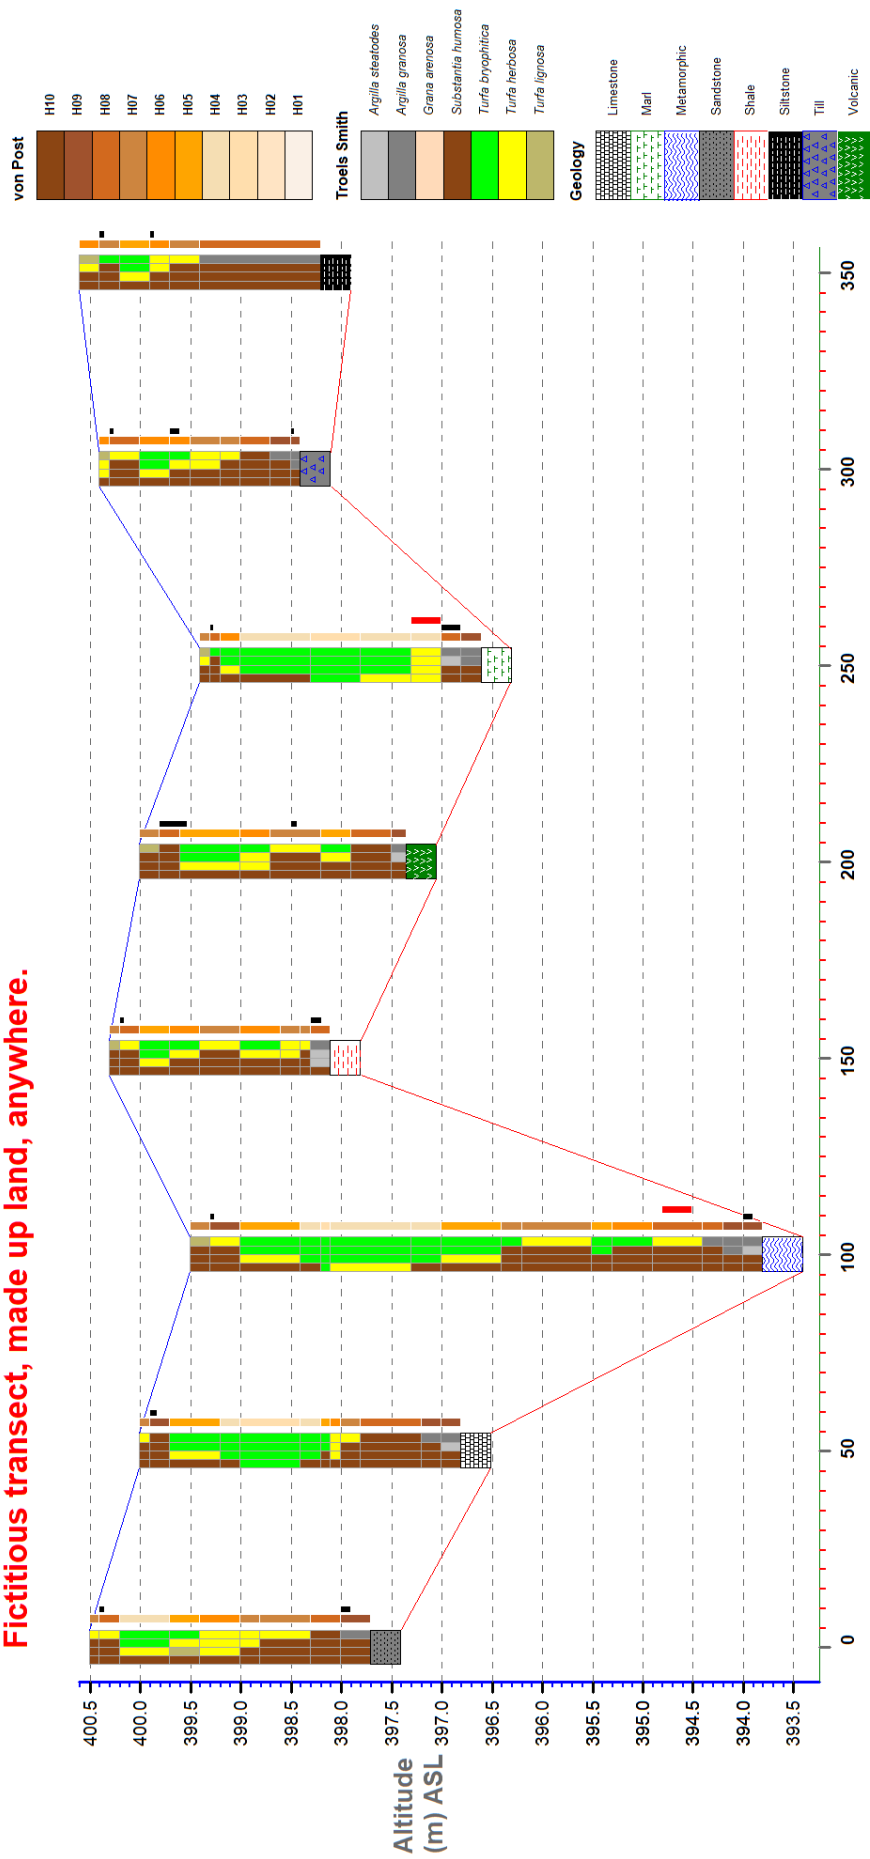 Fictitious transect, made up land, anywhere.
von Post
H10
H09
H08
H07
H06
H05
H04
H03
H02
H01
Troels Smith
Argilla steatodes
Argilla granosa
Grana arenosa
Substantia humosa
Turfa bryophitica
Turfa herbosa
Turfa lignosa
Geology
Limestone
Marl
Metamorphic
Sandstone
Shale
Siltstone
Till
Volcanic
Altitude
(m) ASL
400.5
400.0
399.5
399.0
398.5
398.0
397.5
397.0
396.5
396.0
395.5
395.0
394.5
394.0
393.5
0
50
100
150
200
250
300
350